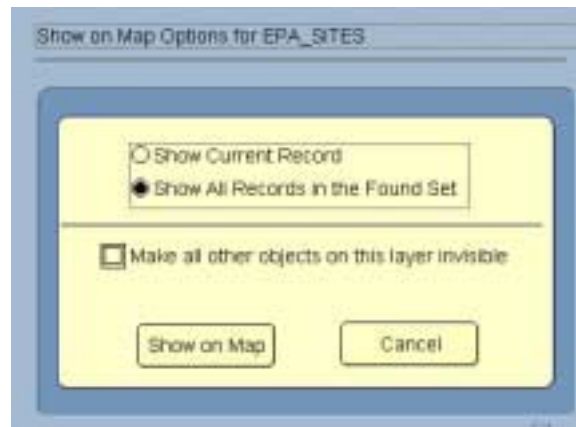 Show on Map Options for EPA_SITES
Show Current Record
Show All Records in the Found Set
Make all other objects on this layer invisible
Show on Map
Cancel